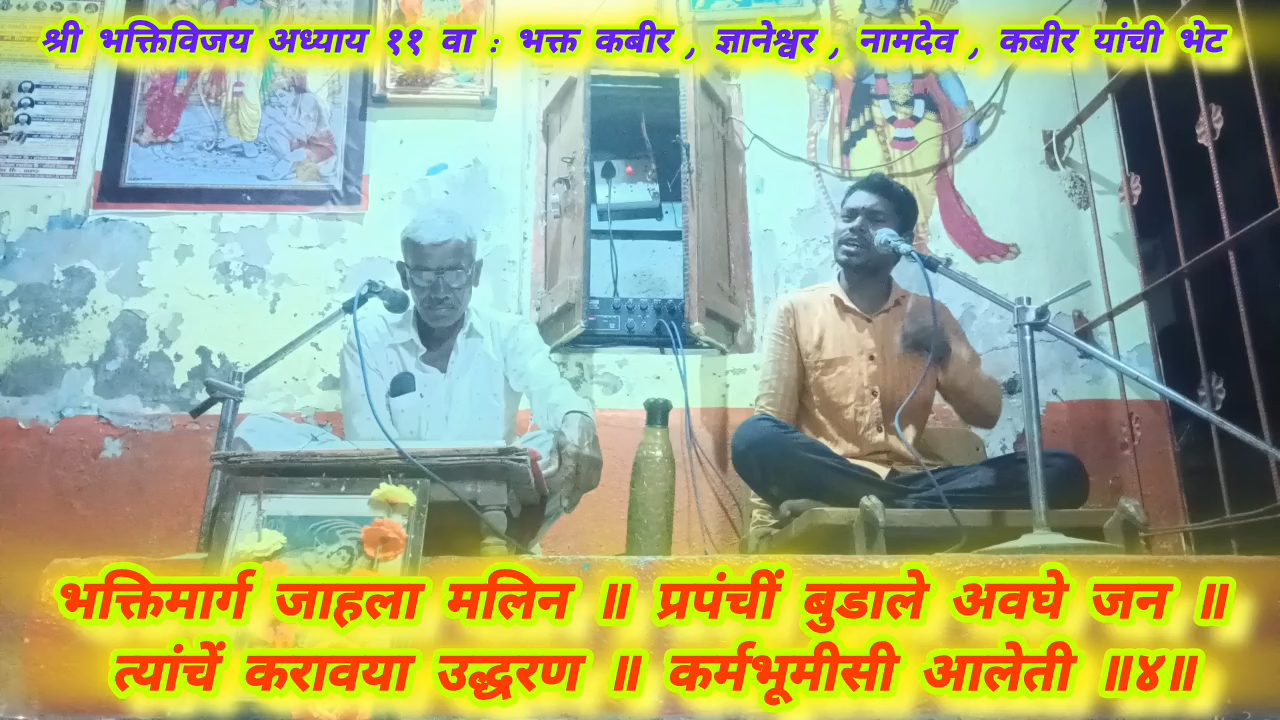 श्री भक्तिविजय अध्याय ११ वा : भक्त कबीर , ज्ञानेश्वर , नामदेव , कबीर यांची भेट
भक्तिमार्ग जाहला मलिन ॥ प्रपंचीं बुडाले अवघे जन ॥
त्यांचें करावया उद्धरण ॥ कर्मभूमीसी आलेती ॥४॥